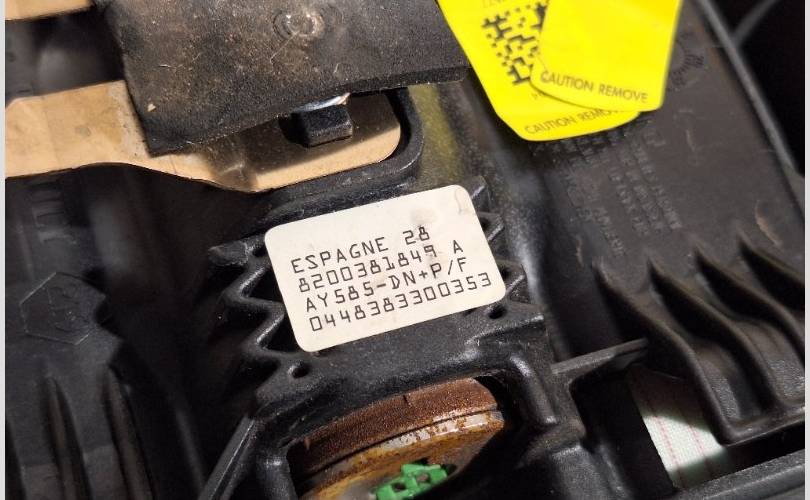 CAUTION REMOVE
CAUTION REMOVE
ESPAGNE 28
8200381849 A
AY585-DN+P/F
0448383300353